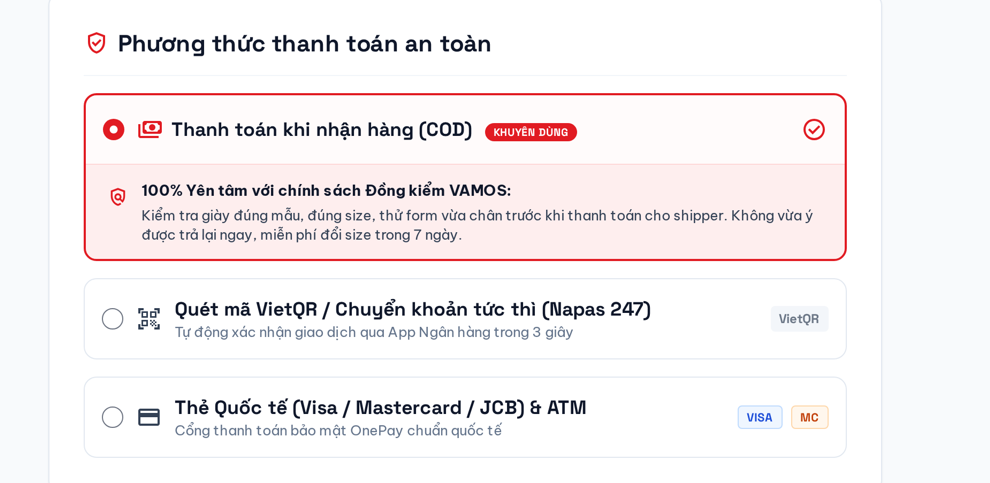 Phương thức thanh toán an toàn
Thanh toán khi nhận hàng (COD) KHUYÊN DÙNG
100% Yên tâm với chính sách Đồng kiểm VAMOS:
Kiểm tra giày đúng mẫu, đúng size, thử form vừa chân trước khi thanh toán cho shipper. Không vừa ý
được trả lại ngay, miễn phí đổi size trong 7 ngày.
Quét mã VietQR / Chuyển khoản tức thì (Napas 247)
Tự động xác nhận giao dịch qua App Ngân hàng trong 3 giây
VietQR
Thẻ Quốc tế (Visa / Mastercard / JCB) & ATM
Cổng thanh toán bảo mật OnePay chuẩn quốc tế
VISA MC